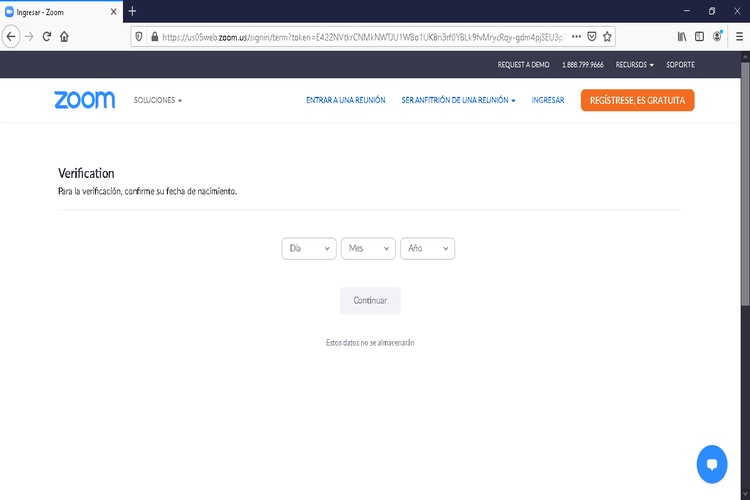 Ingresar - Zoom
https://us05web.zoom.us/signin/term?token=
REQUEST A DEMO 1.888.799.9666 RECURSOS SOPORTE
zoom SOLUCIONES ENTRAR A UNA REUNIÓN SER ANFITRIÓN DE UNA REUNIÓN INGRESAR REGÍSTRESE, ES GRATUITA
Verification
Para la verificación, confirme su fecha de nacimiento.
Día Mes Año
Continuar
Estos datos no se almacenarán